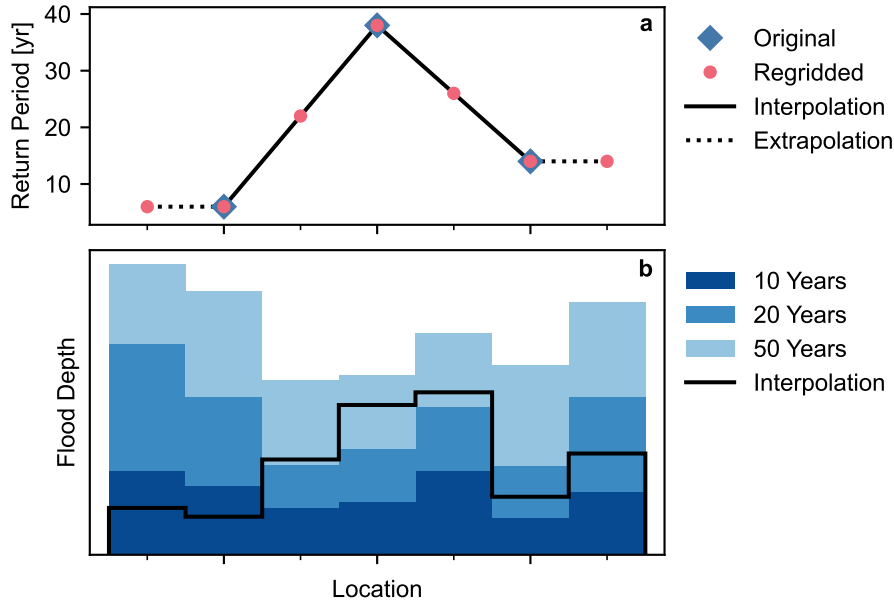 40
30
20
10
Return Period [yr]
a
Original
Regridded
Interpolation
Extrapolation
b
10 Years
20 Years
50 Years
Interpolation
Flood Depth
Location